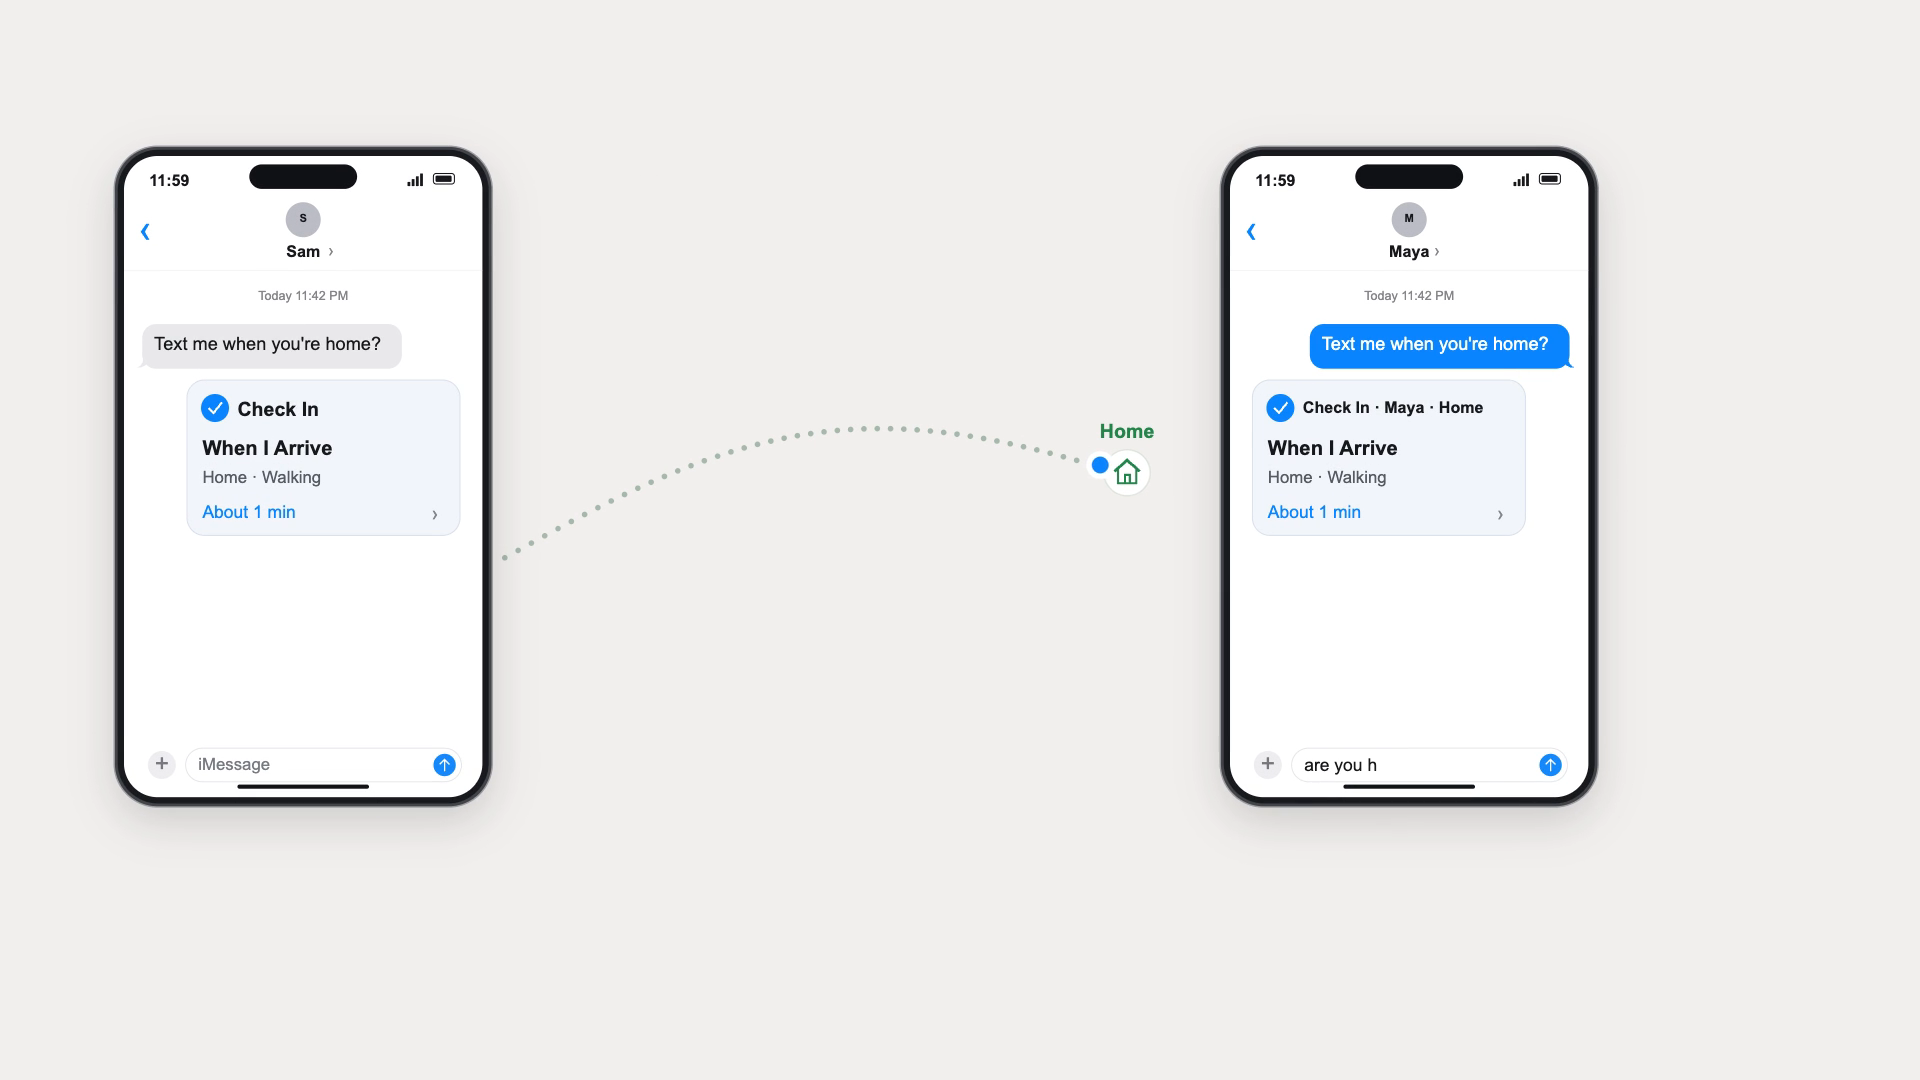 11:59
S
Sam ›
Today 11:42 PM
Text me when you're home?
Check In
When I Arrive
Home · Walking
About 1 min ›
iMessage
Home
11:59
M
Maya ›
Today 11:42 PM
Text me when you're home?
Check In · Maya · Home
When I Arrive
Home · Walking
About 1 min ›
are you h